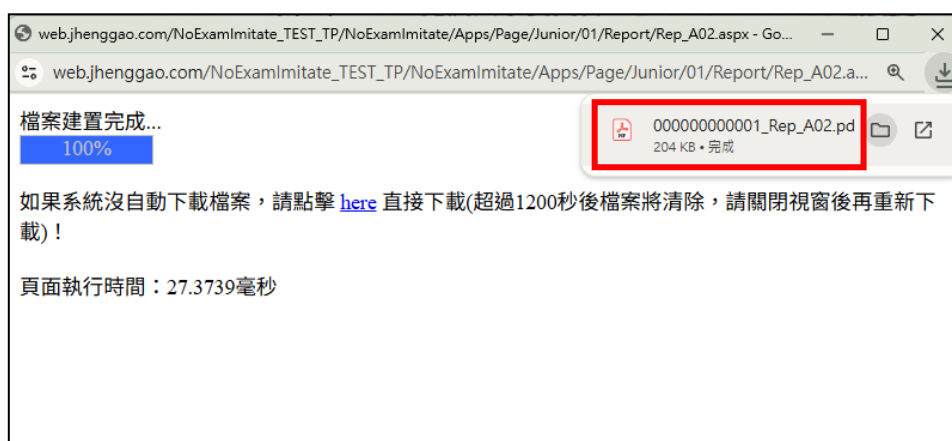 web.jhenggao.com/NoExamImitate_TEST_TP/NoExamImitate/Apps/Page/Junior/01/Report/Rep_A02.aspx - Go...
web.jhenggao.com/NoExamImitate_TEST_TP/NoExamImitate/Apps/Page/Junior/01/Report/Rep_A02.a...
檔案建置完成...
100%
000000000001_Rep_A02.pd
204 KB • 完成
如果系統沒自動下載檔案，請點擊 here 直接下載(超過1200秒後檔案將清除，請關閉視窗後再重新下
載)！
頁面執行時間：27.3739毫秒